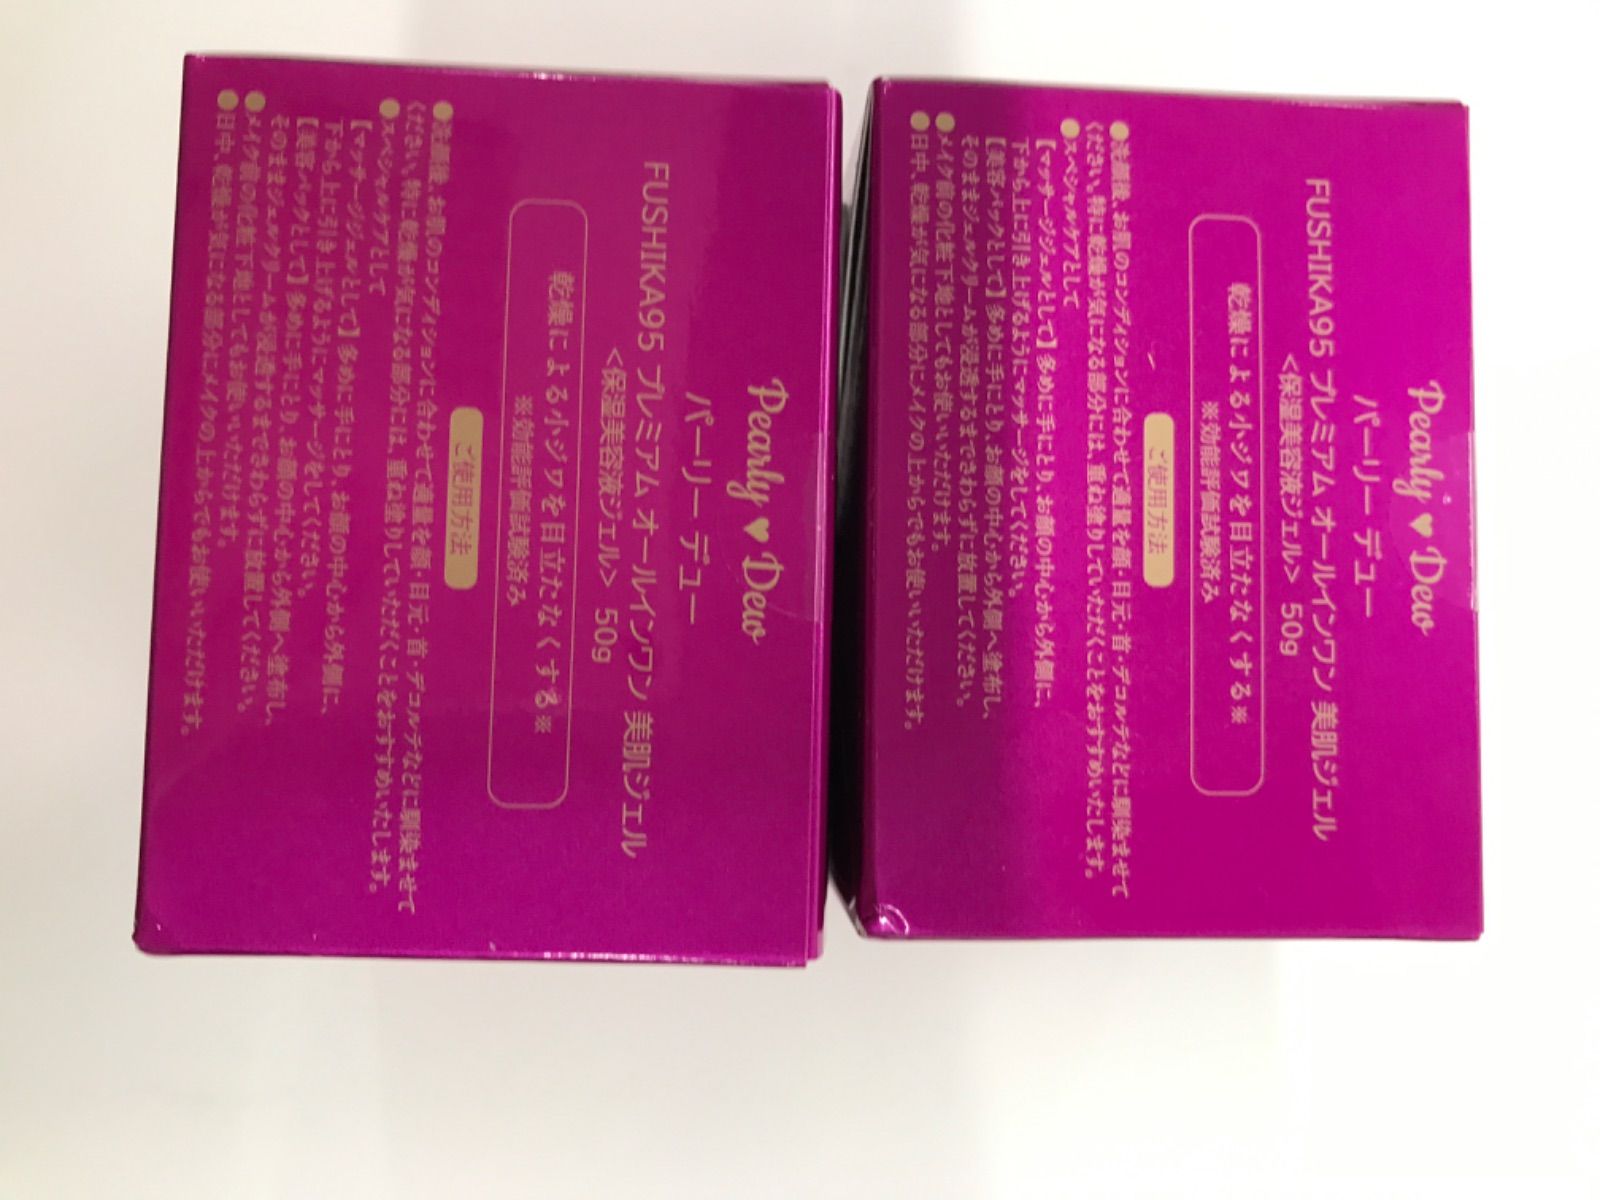 Pearly ♥ Dew
パーリー デュー
FUSHIKA95 プレミアム オールインワン 美肌ジェル
<保湿美容液ジェル> 50g
乾燥による小ジワを目立たなくする※
※効能評価試験済み
ご使用方法
●洗顔後、お肌のコンディションに合わせて適量を顔・目元・首・デコルテなどに馴染ませて
ください。特に乾燥が気になる部分には、重ね塗りしていただくことをおすすめいたします。
●スペシャルケアとして
【マッサージジェルとして】多めに手にとり、お顔の中心から外側に、
下から上に引き上げるようにマッサージをしてください。
【美容パックとして】多めに手にとり、お顔の中心から外側へ塗布し、
そのままジェルクリームが浸透するまでさわらずに放置してください。
●メイク前の化粧下地としてもお使いいただけます。
●日中、乾燥が気になる部分にメイクの上からでもお使いいただけます。
Pearly ♥ Dew
パーリー デュー
FUSHIKA95 プレミアム オールインワン 美肌ジェル
<保湿美容液ジェル> 50g
乾燥による小ジワを目立たなくする※
※効能評価試験済み
ご使用方法
●洗顔後、お肌のコンディションに合わせて適量を顔・目元・首・デコルテなどに馴染ませて
ください。特に乾燥が気になる部分には、重ね塗りしていただくことをおすすめいたします。
●スペシャルケアとして
【マッサージジェルとして】多めに手にとり、お顔の中心から外側に、
下から上に引き上げるようにマッサージをしてください。
【美容パックとして】多めに手にとり、お顔の中心から外側へ塗布し、
そのままジェルクリームが浸透するまでさわらずに放置してください。
●メイク前の化粧下地としてもお使いいただけます。
●日中、乾燥が気になる部分にメイクの上からでもお使いいただけます。